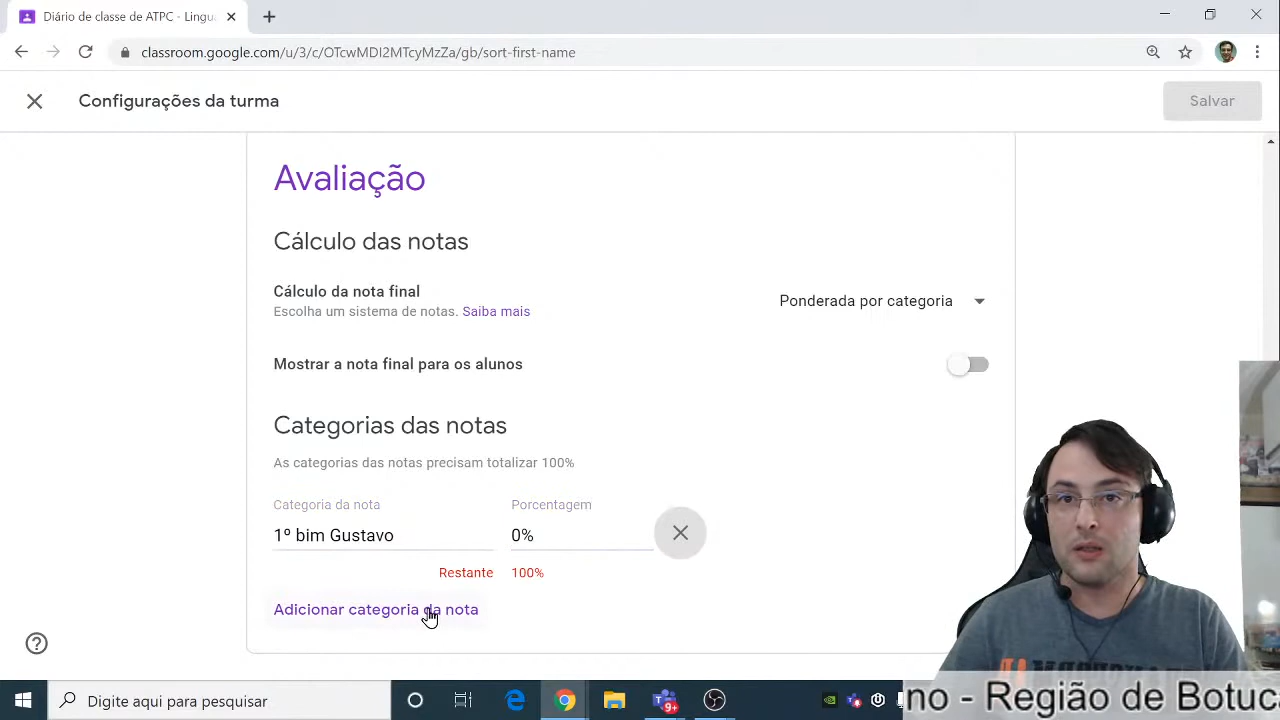 Diário de classe de ATPC - Lingu
classroom.google.com/u/3/c/OTcwMDI2MTcyMzZa/gb/sort-first-name
Configurações da turma
Salvar
Avaliação
Cálculo das notas
Cálculo da nota final
Escolha um sistema de notas. Saiba mais
Ponderada por categoria
Mostrar a nota final para os alunos
Categorias das notas
As categorias das notas precisam totalizar 100%
Categoria da nota Porcentagem
1º bim Gustavo 0%
Restante 100%
Adicionar categoria da nota
Digite aqui para pesquisar
9+
no - Região de Botuc